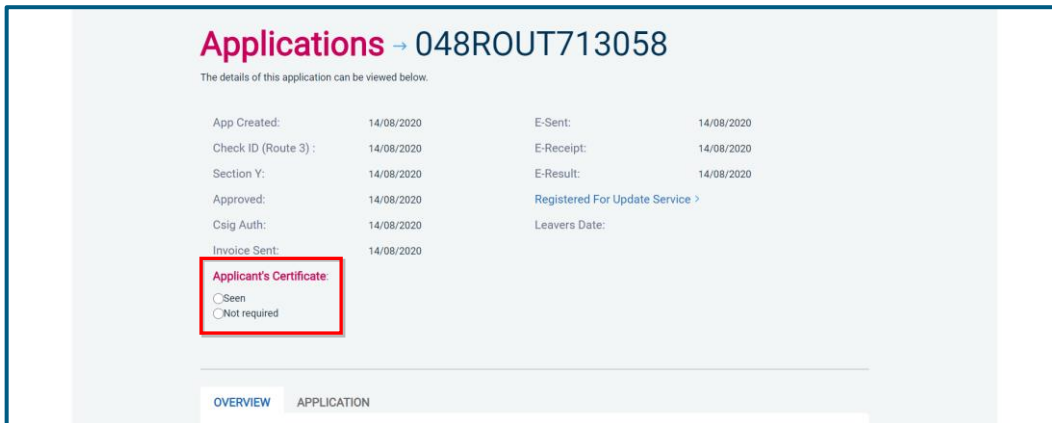 Applications → 048ROUT713058
The details of this application can be viewed below.
App Created: 14/08/2020 E-Sent: 14/08/2020
Check ID (Route 3) : 14/08/2020 E-Receipt: 14/08/2020
Section Y: 14/08/2020 E-Result: 14/08/2020
Approved: 14/08/2020 Registered For Update Service >
Csig Auth: 14/08/2020 Leavers Date:
Invoice Sent: 14/08/2020
Applicant's Certificate:
Seen
Not required
OVERVIEW APPLICATION